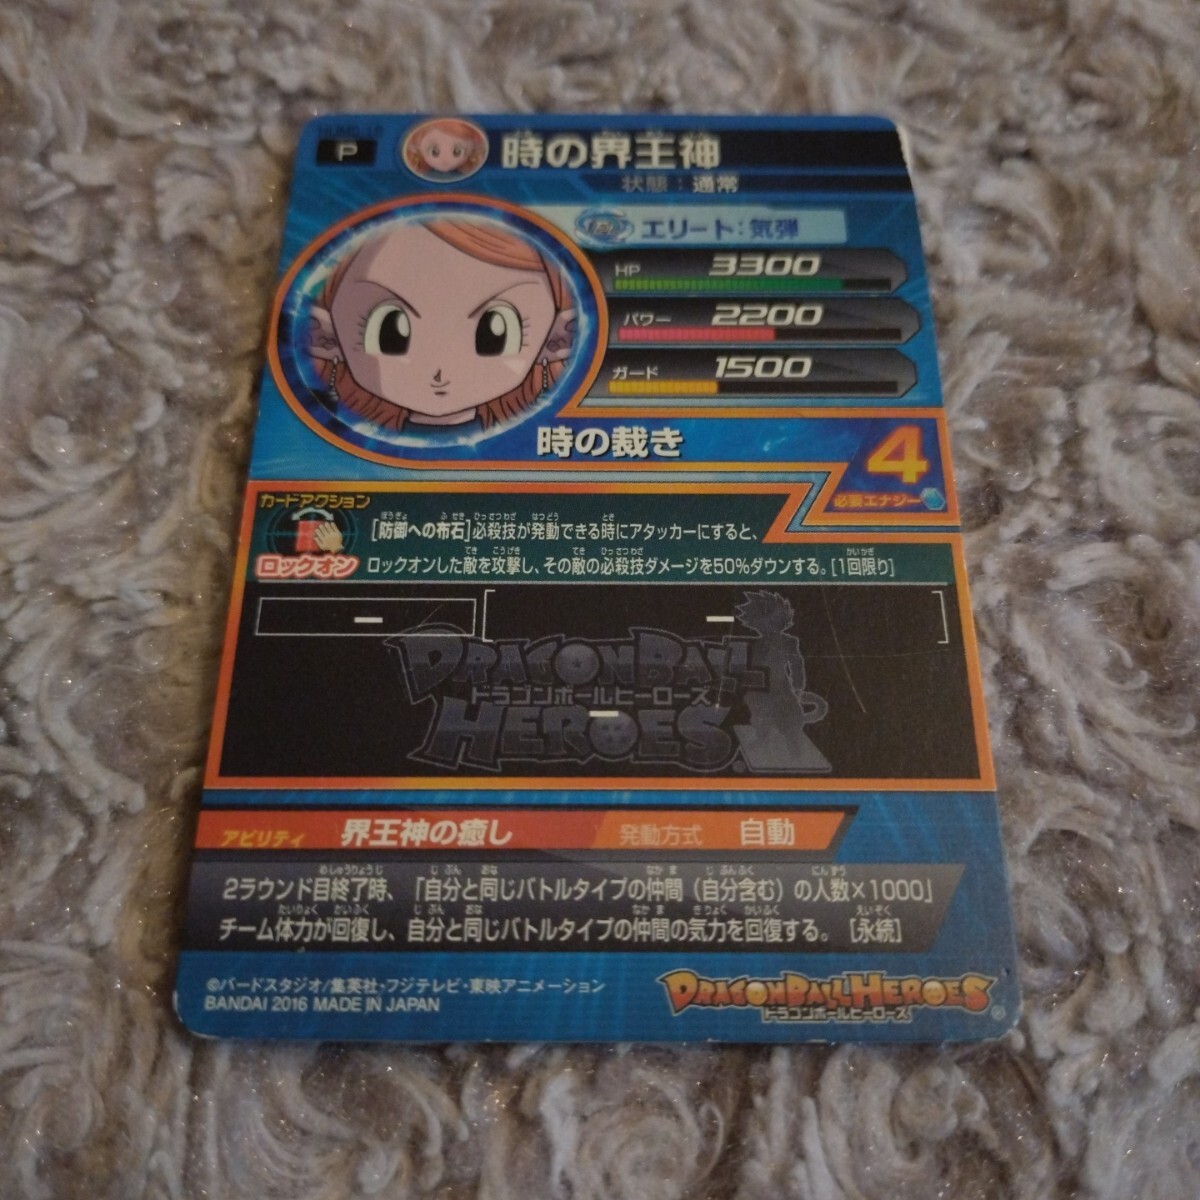 P
時の界王神
状態：通常
エリート：気弾
HP 3300
パワー 2200
ガード 1500
時の裁き
4
必要エナジー
カードアクション
ロックオン
[防御への布石]必殺技が発動できる時にアタッカーにすると、
ロックオンした敵を攻撃し、その敵の必殺技ダメージを50%ダウンする。[1回限り]
ー
ー
DRAGON BALL
ドラゴンボールヒーローズ
HEROES
ー
アビリティ 界王神の癒し 発動方式 自動
2ラウンド目終了時、「自分と同じバトルタイプの仲間（自分含む）の人数×1000」
チーム体力が回復し、自分と同じバトルタイプの仲間の気力を回復する。[永続]
©バードスタジオ/集英社・フジテレビ・東映アニメーション
BANDAI 2016 MADE IN JAPAN
DRAGON BALL HEROES
ドラゴンボールヒーローズ